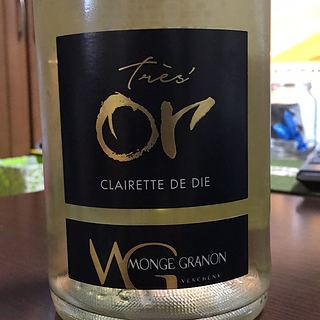 Très'
or
CLAIRETTE DE DIE
MG
MONGE GRANON
VERCHENY